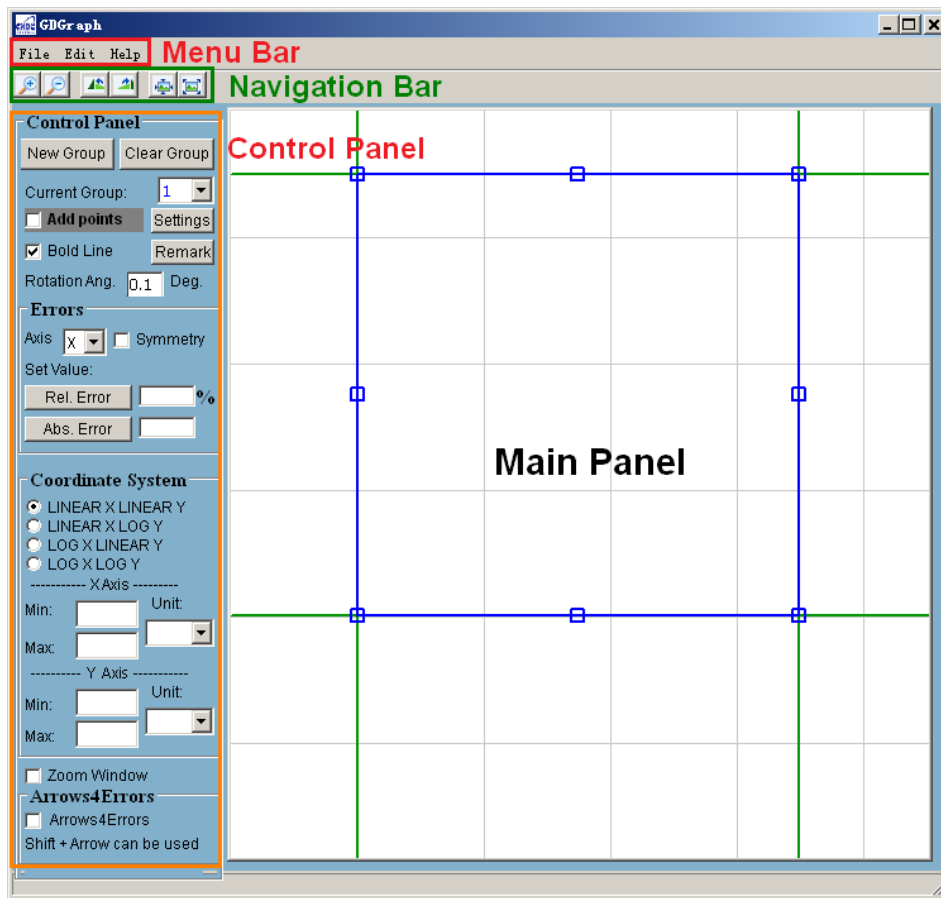 GDGraph
File Edit Help Menu Bar
Navigation Bar
Control Panel
New Group Clear Group Control Panel
Current Group: 1
Add points Settings
Bold Line Remark
Rotation Ang. 0.1 Deg.
Errors
Axis X Symmetry
Set Value:
Rel. Error %
Abs. Error
Main Panel
Coordinate System
LINEAR X LINEAR Y
LINEAR X LOG Y
LOG X LINEAR Y
LOG X LOG Y
----------- X Axis ---------
Min: Unit:
Max:
---------- Y Axis -----------
Min: Unit:
Max:
Zoom Window
Arrows4Errors
Arrows4Errors
Shift + Arrow can be used